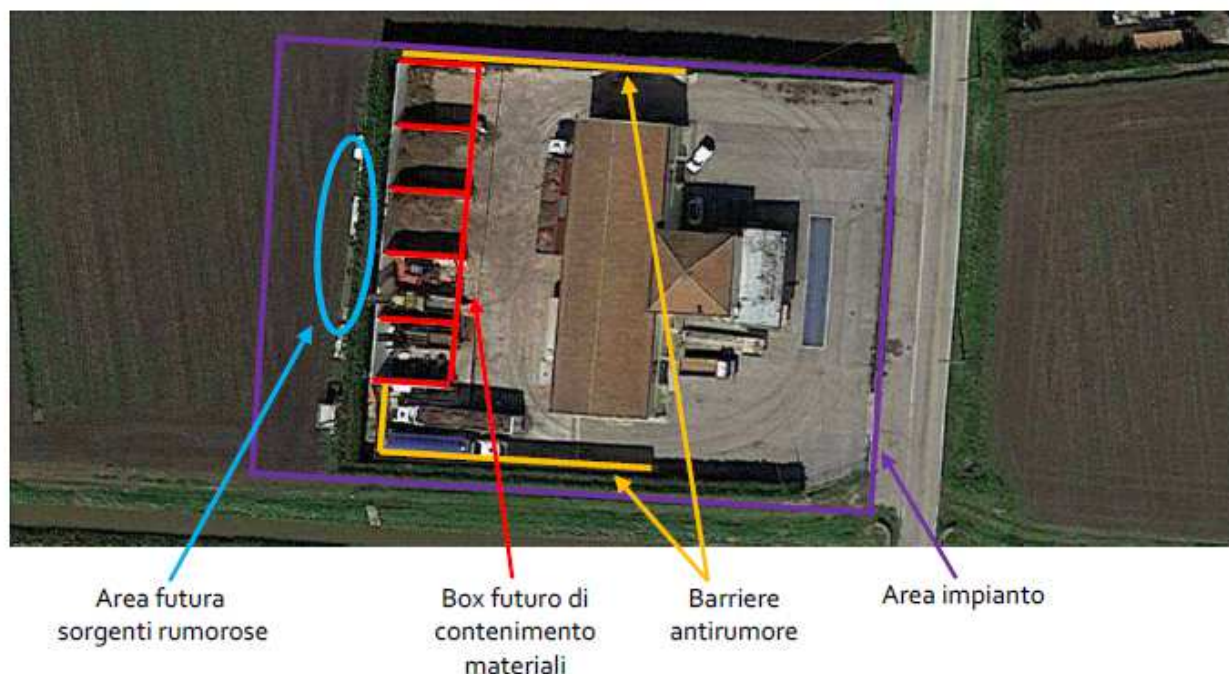 Area futura
sorgenti rumorose
Box futuro di
contenimento
materiali
Barriere
antirumore
Area impianto